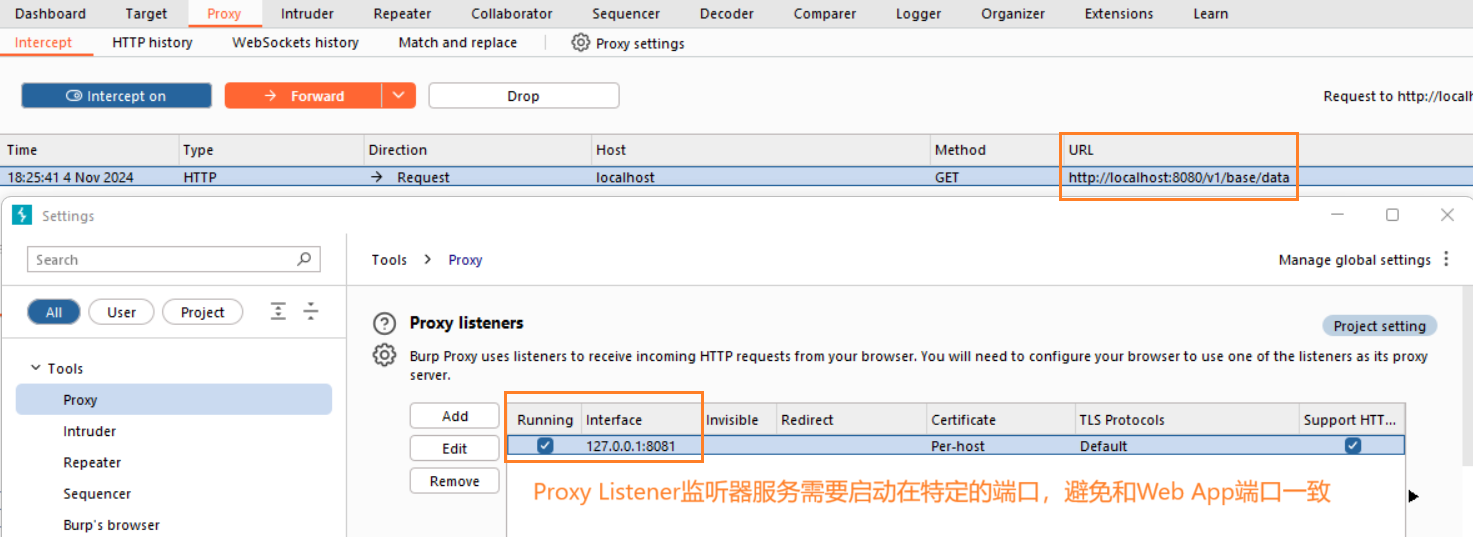 Dashboard Target Proxy Intruder Repeater Collaborator Sequencer Decoder Comparer Logger Organizer Extensions Learn
Intercept HTTP history WebSockets history Match and replace Proxy settings
Intercept on Forward Drop Request to http://local
Time Type Direction Host Method URL
18:25:41 4 Nov 2024 HTTP → Request localhost GET http://localhost:8080/v1/base/data
Settings
Search Tools > Proxy Manage global settings
All User Project
Proxy listeners Project setting
Burp Proxy uses listeners to receive incoming HTTP requests from your browser. You will need to configure your browser to use one of the listeners as its proxy
server.
Tools
Proxy
Intruder
Repeater
Sequencer
Burp's browser
Add
Edit
Remove
Running Interface Invisible Redirect Certificate TLS Protocols Support HTT...
127.0.0.1:8081 Per-host Default
Proxy Listener监听器服务需要启动在特定的端口，避免和Web App端口一致